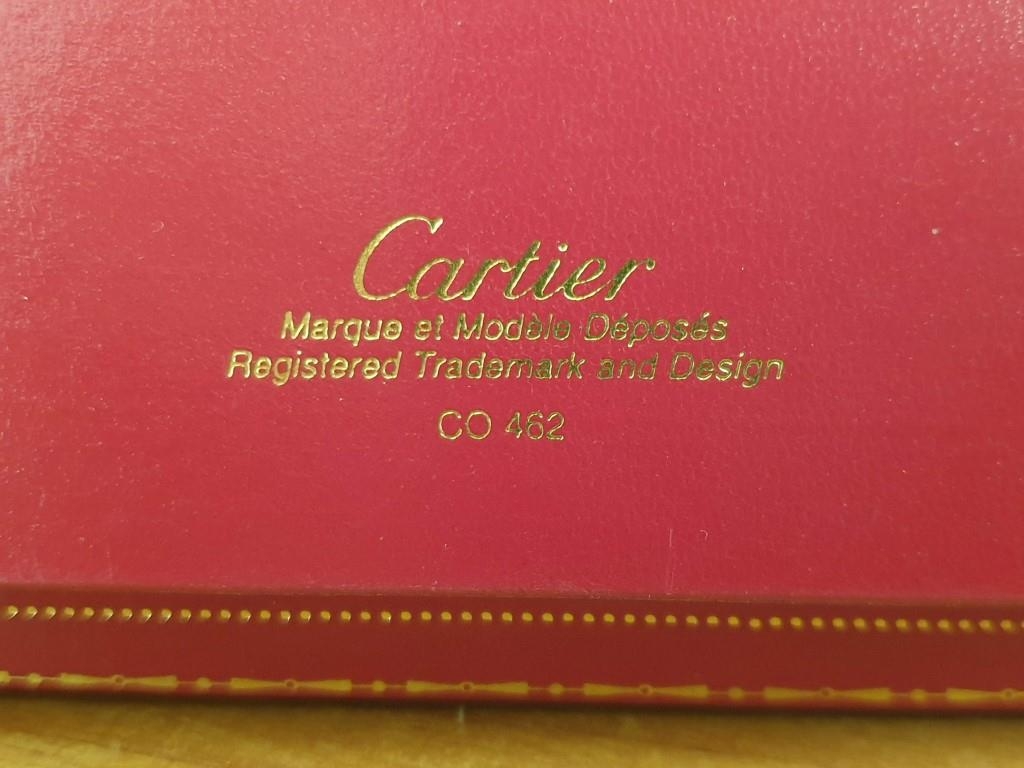 Cartier
Marque et Modèle Déposés
Registered Trademark and Design
CO 462